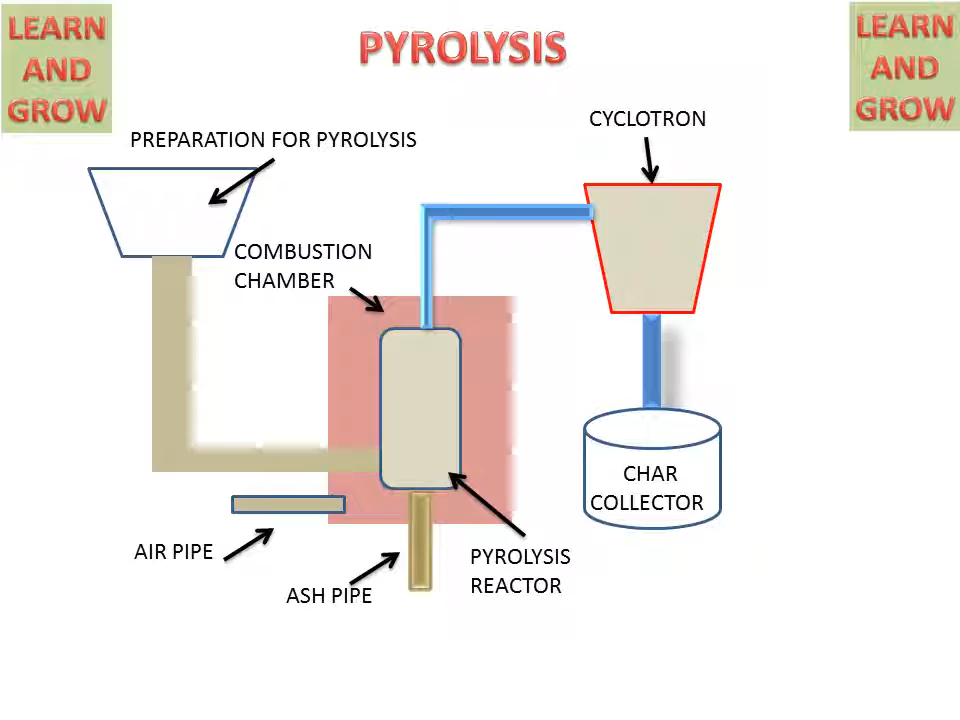 LEARN
AND
GROW
PYROLYSIS
LEARN
AND
GROW
CYCLOTRON
PREPARATION FOR PYROLYSIS
COMBUSTION
CHAMBER
CHAR
COLLECTOR
AIR PIPE
PYROLYSIS
REACTOR
ASH PIPE